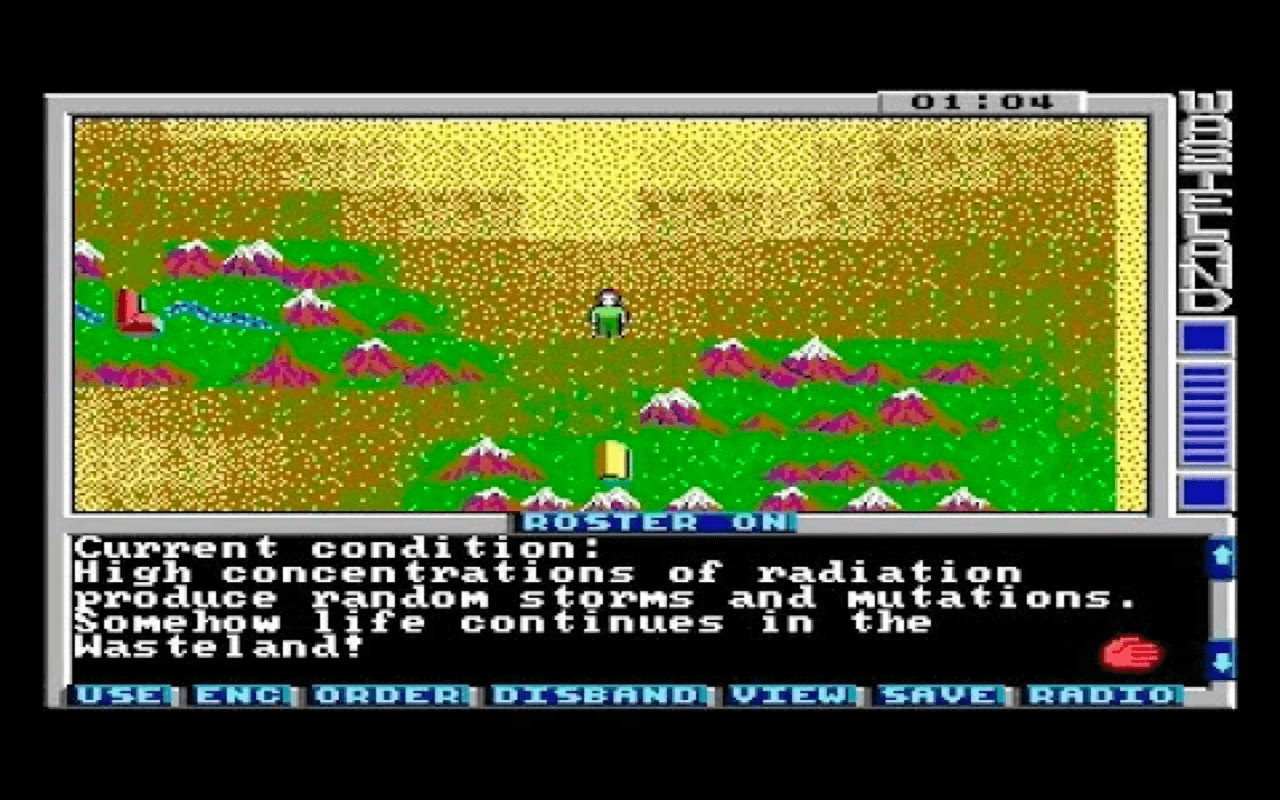 01:04
WASTELAND
ROSTER ON
Current condition:
High concentrations of radiation
produce random storms and mutations.
Somehow life continues in the
Wasteland!
USE ENC ORDER DISBAND VIEW SAVE RADIO